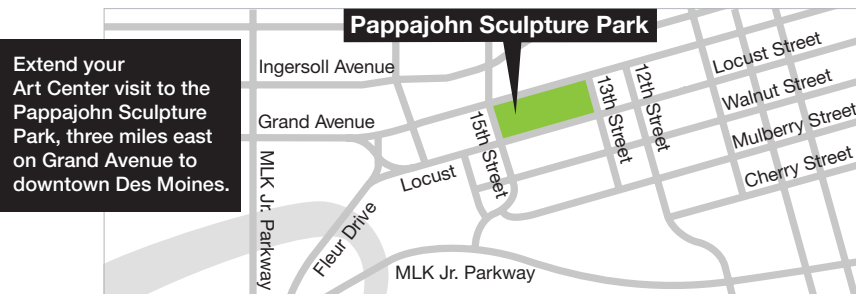 Pappajohn Sculpture Park
Extend your
Art Center visit to the
Pappajohn Sculpture
Park, three miles east
on Grand Avenue to
downtown Des Moines.
Ingersoll Avenue
Grand Avenue
MLK Jr. Parkway
Fleur Drive
Locust
15th Street
13th Street
12th Street
Locust Street
Walnut Street
Mulberry Street
Cherry Street
MLK Jr. Parkway